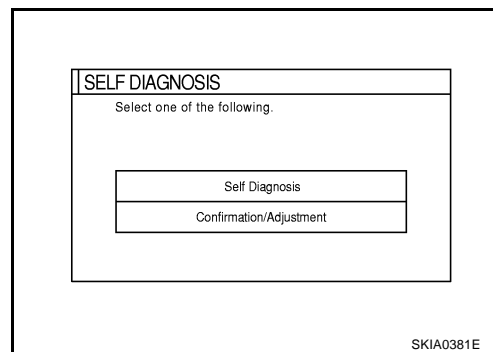 SELF DIAGNOSIS
Select one of the following.
Self Diagnosis
Confirmation/Adjustment
SKIA0381E